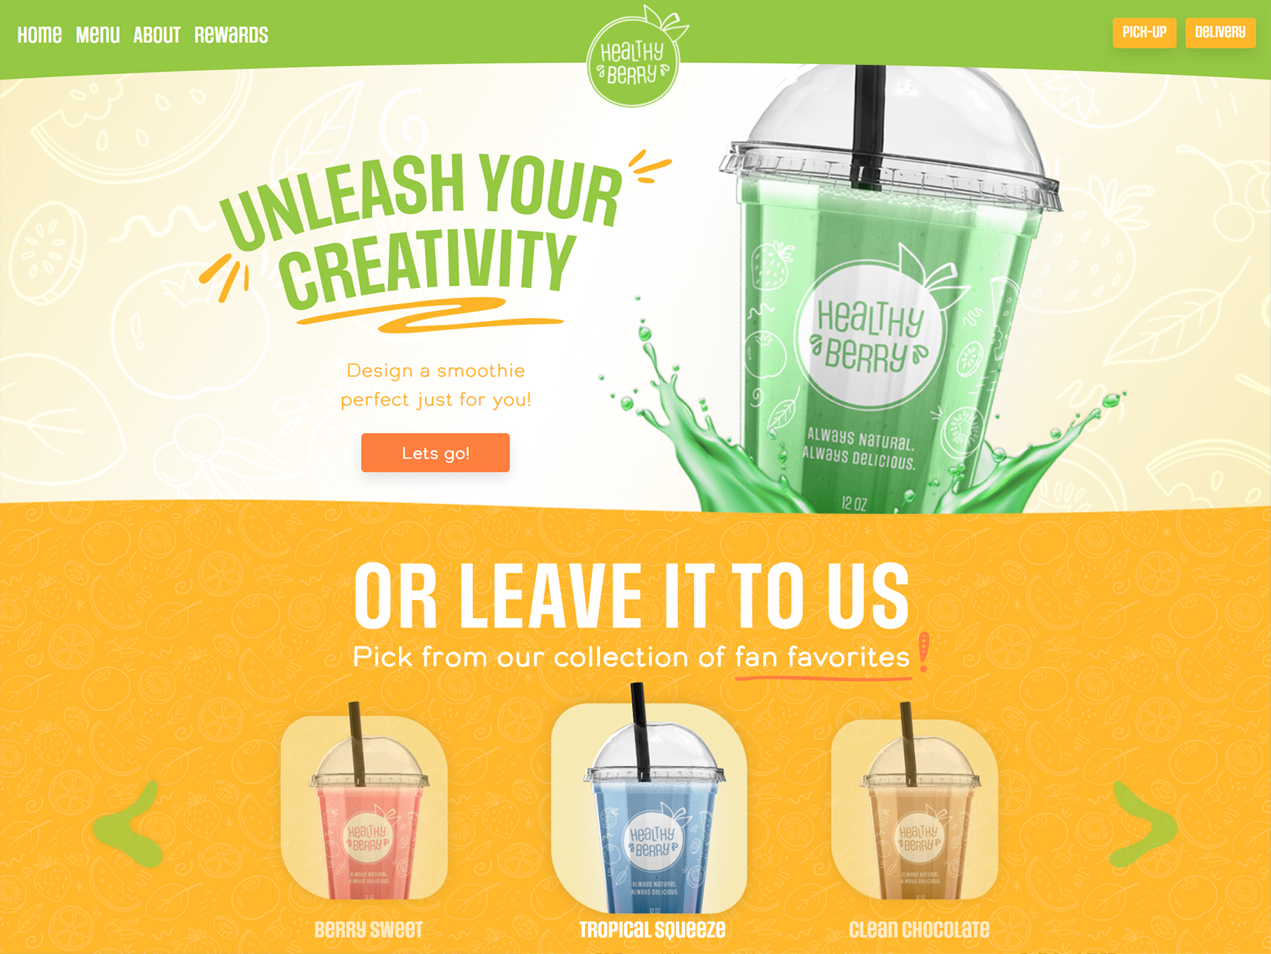 Home Menu About Rewards
Healthy
Berry
Pick-up Delivery
UNLEASH YOUR
CREATIVITY
Design a smoothie
perfect just for you!
Lets go!
Healthy
Berry
Always Natural.
Always Delicious.
12 OZ
OR LEAVE IT TO US
Pick from our collection of fan favorites!
Healthy
Berry
Always Natural.
Always Delicious.
Berry Sweet
Healthy
Berry
Always Natural.
Always Delicious.
Tropical Squeeze
Healthy
Berry
Always Natural.
Always Delicious.
Clean Chocolate